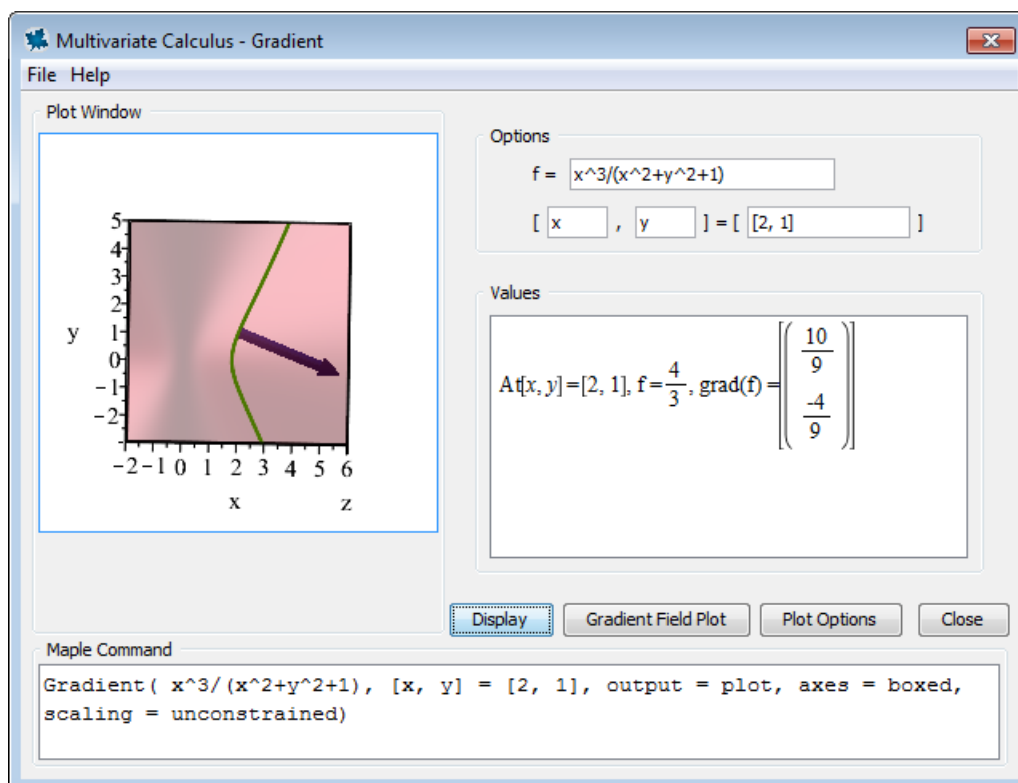 Multivariate Calculus - Gradient
File Help
Plot Window
5
4
3
2
y 1
0
-1
-2
-
-2 -1 0 1 2 3 4 5 6
x z
Options
f = x^3/(x^2+y^2+1)
[ x , y ] = [ [2, 1] ]
Values
At[x, y]=[2, 1], f=4/3, grad(f)=[(10/9
-4/9)]
Display Gradient Field Plot Plot Options Close
Maple Command
Gradient( x^3/(x^2+y^2+1), [x, y] = [2, 1], output = plot, axes = boxed,
scaling = unconstrained)